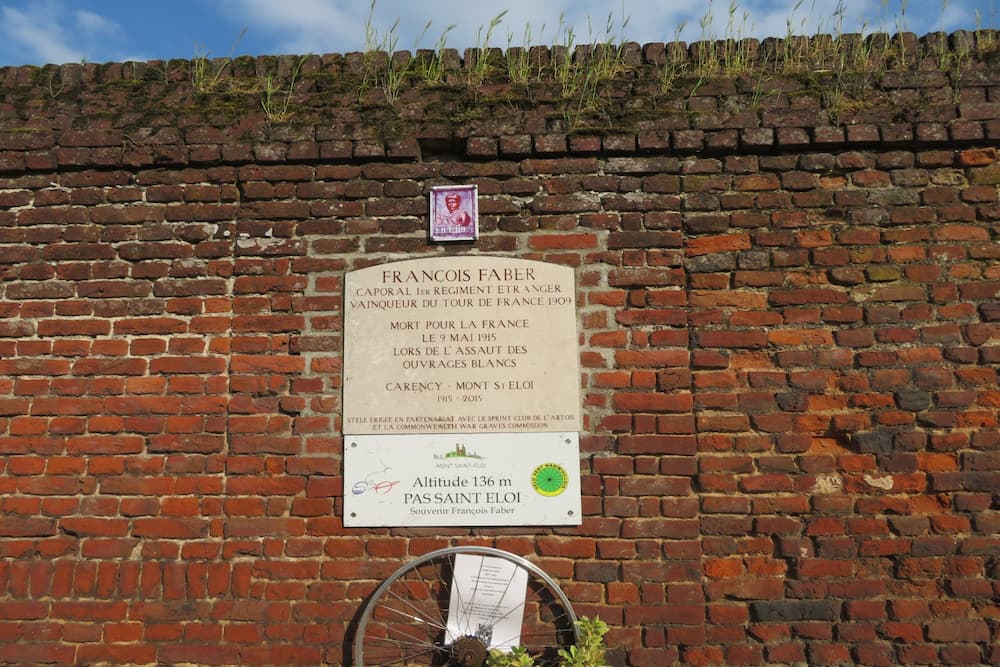 FRANÇOIS FABER
CAPORAL 1ER REGIMENT ETRANGER
VAINQUEUR DU TOUR DE FRANCE 1909
MORT POUR LA FRANCE
LE 9 MAI 1915
LORS DE L'ASSAUT DES
OUVRAGES BLANCS
CARENCY - MONT ST ELOI
1915 - 2015
STELE ERIGEE EN PARTENARIAT AVEC LE SPRINT CLUB DE L'ARTOIS
ET LA COMMONWEALTH WAR GRAVES COMMISSION
MONT SAINT-ÉLOI
Altitude 136 m
PAS SAINT ELOI
Souvenir François Faber